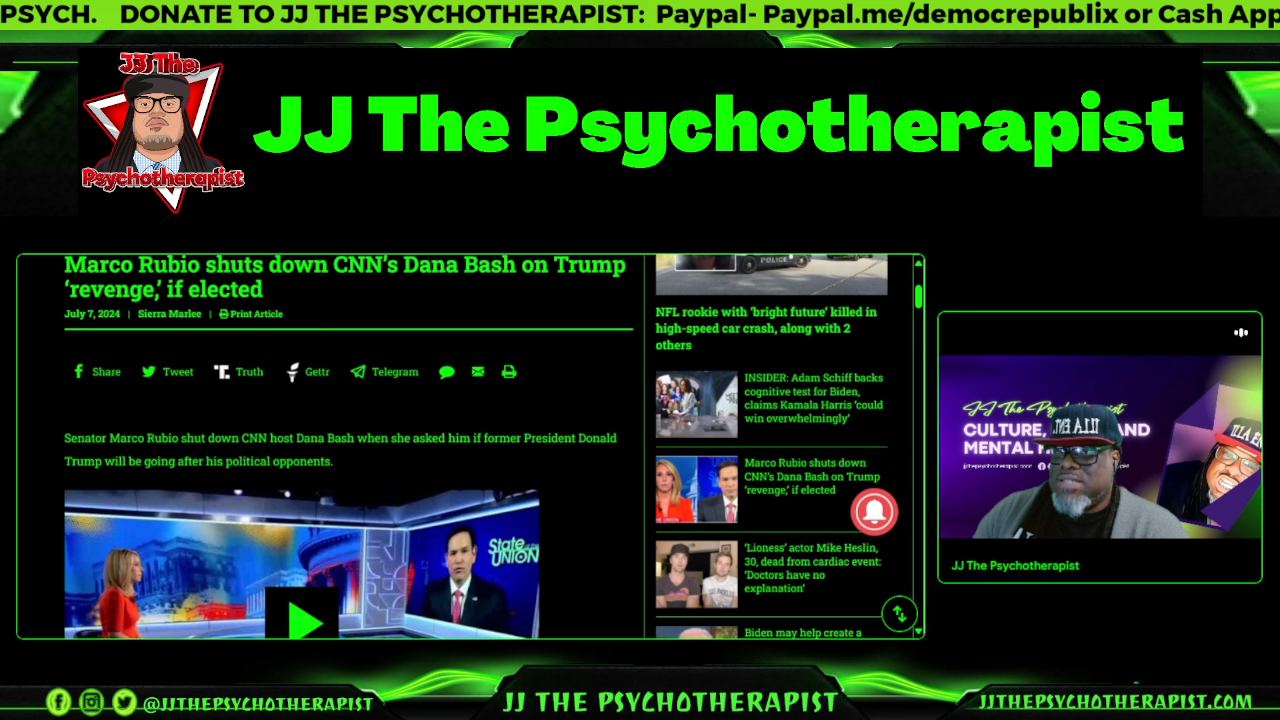 PSYCH. DONATE TO JJ THE PSYCHOTHERAPIST: Paypal- Paypal.me/democrepublix or Cash App
JJ The
Psychotherapist
JJ The Psychotherapist
Marco Rubio shuts down CNN’s Dana Bash on Trump
‘revenge,’ if elected
July 7, 2024 | Sierra Marlee | Print Article
Share Tweet Truth Gettr Telegram
Senator Marco Rubio shut down CNN host Dana Bash when she asked him if former President Donald
Trump will be going after his political opponents.
State
UNION
POLICE
NFL rookie with ‘bright future’ killed in
high-speed car crash, along with 2
others
INSIDER: Adam Schiff backs
cognitive test for Biden,
claims Kamala Harris ‘could
win overwhelmingly’
Marco Rubio shuts down
CNN’s Dana Bash on Trump
‘revenge,’ if elected
‘Lioness’ actor Mike Heslin,
30, dead from cardiac event:
‘Doctors have no
explanation’
Biden may help create a
JJ The
CULTURE, AND
MENTAL
JJ The Psychotherapist
@JJTHEPSYCHOTHERAPIST
JJ THE PSYCHOTHERAPIST
JJTHEPSYCHOTHERAPIST.COM